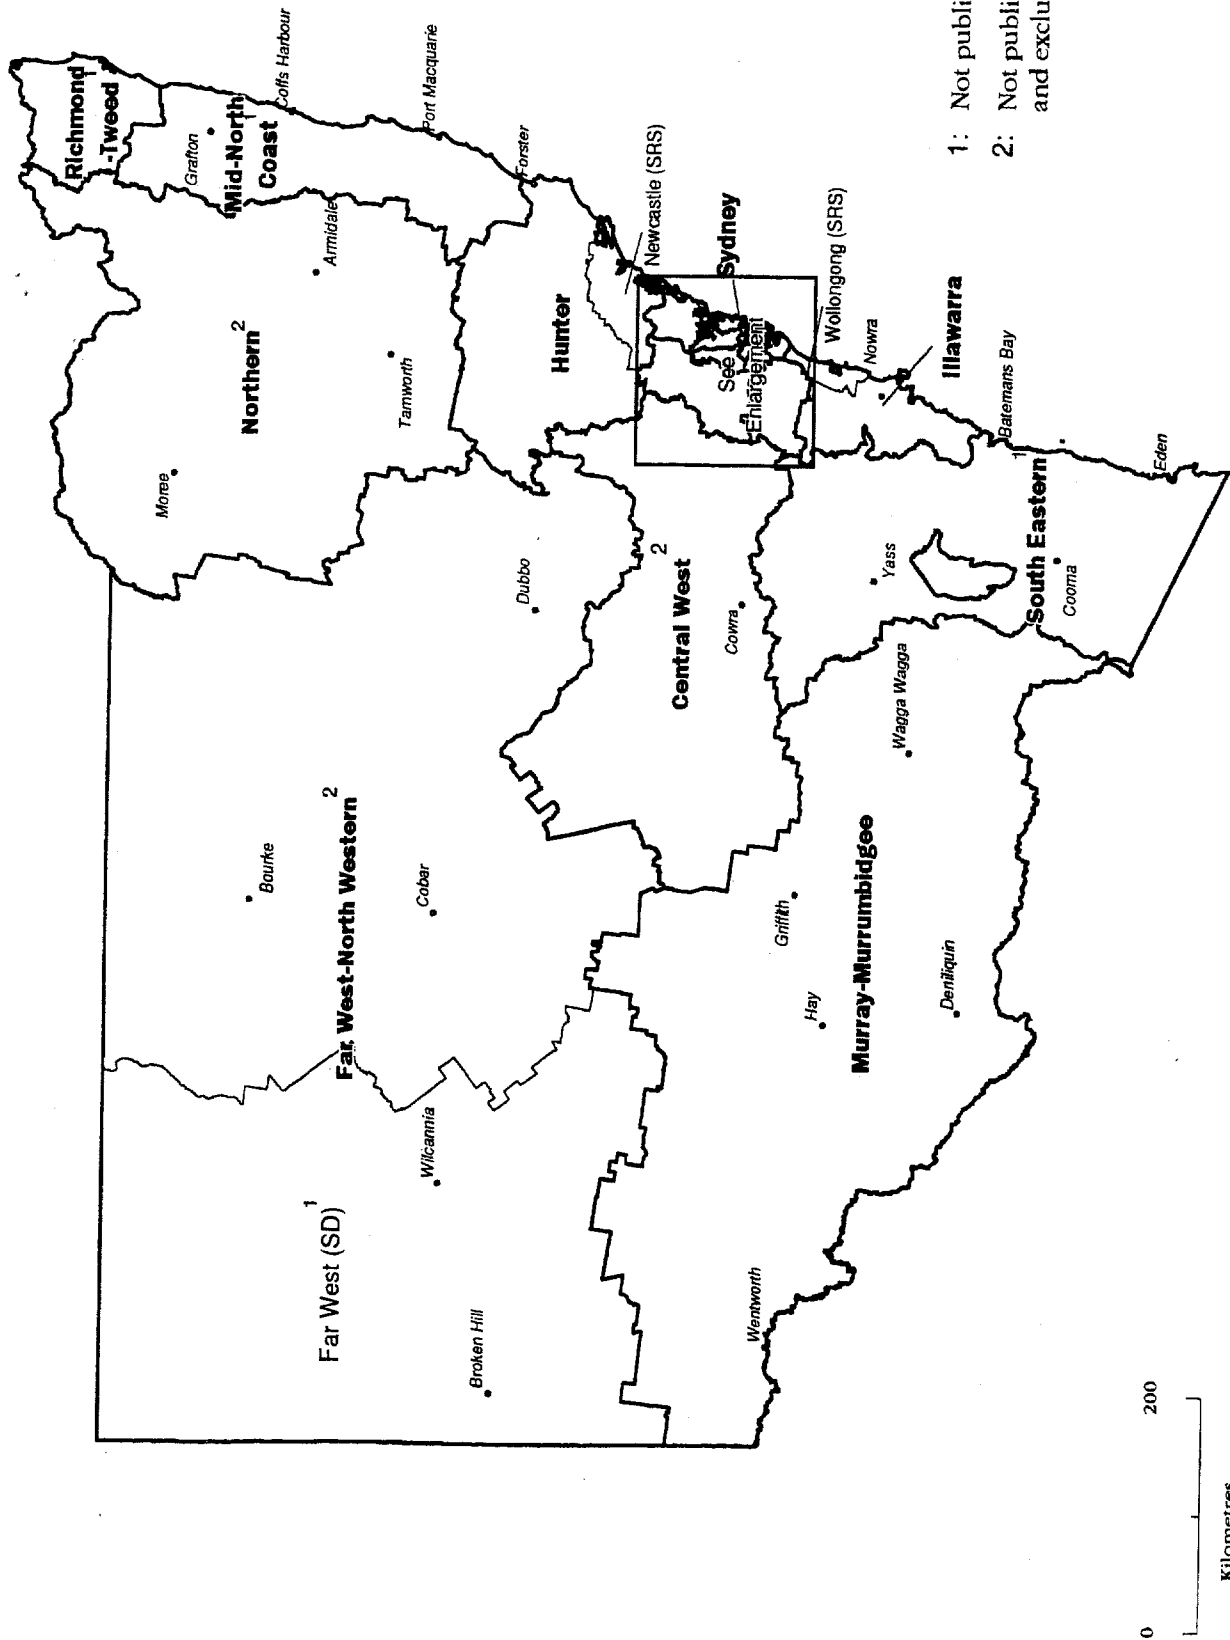 Richmond
-Tweed
1
Grafton
Mid-North
Coast
1
Coffs Harbour
Port Macquarie
Forster
Armidale
Northern 2
Moree
Tamworth
Hunter
Newcastle (SRS)
Sydney
See
Enlargement
Wollongong (SRS)
Nowra
Illawarra
Batemans Bay
Eden
South Eastern 1
Cooma
Yass
Dubbo
Central West 2
Cowra
Bourke
Far West-North Western 2
Cobar
Wilcannia
Far West (SD) 1
Broken Hill
Wagga Wagga
Griffith
Murray-Murrumbidgee
Hay
Deniliquin
Wentworth
1: Not publi
2: Not publi
and exclu
0 200
Kilometres